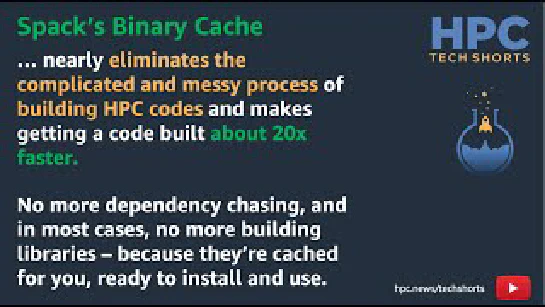 Spack's Binary Cache
... nearly eliminates the
complicated and messy process of
building HPC codes and makes
getting a code built about 20x
faster.
No more dependency chasing, and
in most cases, no more building
libraries – because they're cached
for you, ready to install and use.
HPC
TECH SHORTS
hpc.news/techshorts